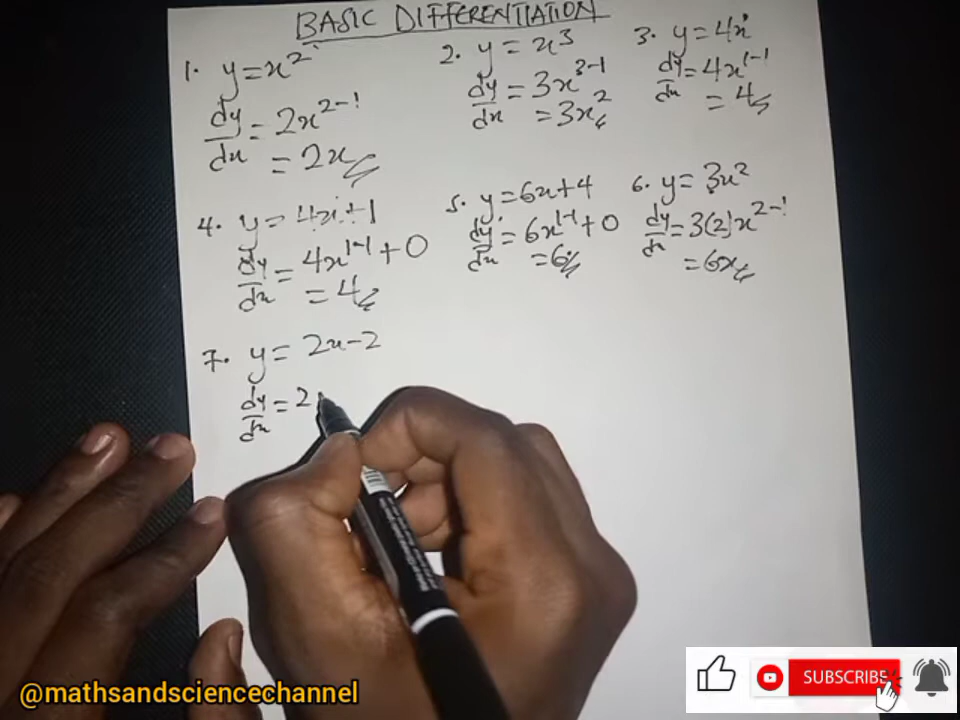 BASIC DIFFERENTIATION
1. y = x²
dy/dx = 2x²⁻¹
= 2x
2. y = x³
dy/dx = 3x³⁻¹
= 3x²
3. y = 4x
dy/dx = 4x¹⁻¹
= 4
4. y = 4x + 1
dy/dx = 4x¹⁻¹ + 0
= 4
5. y = 6x + 4
dy/dx = 6x¹⁻¹ + 0
= 6
6. y = 3x²
dy/dx = 3(2)x²⁻¹
= 6x
7. y = 2x - 2
dy/dx = 2
@mathsandsciencechannel
SUBSCRIBE